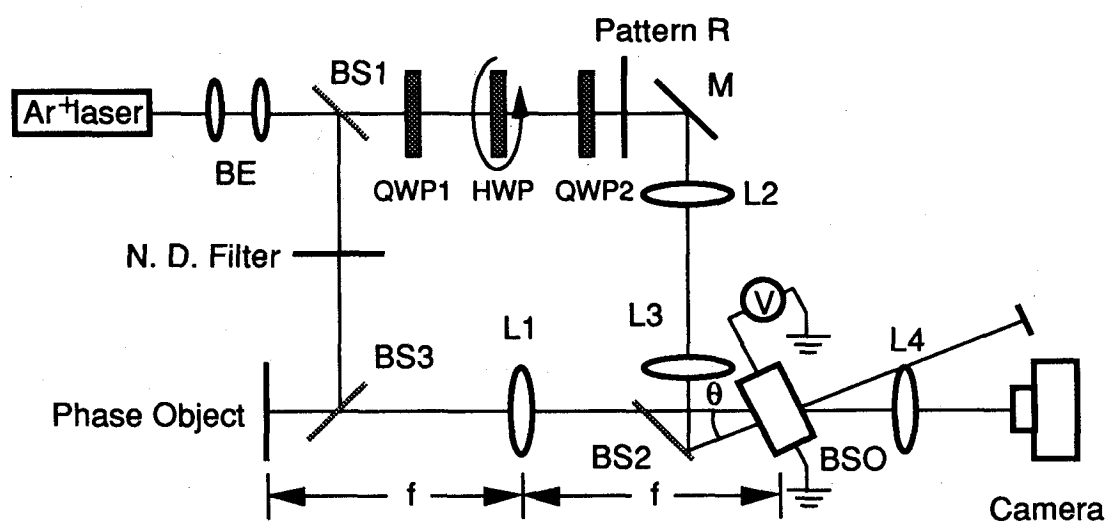 Pattern R
BS1
M
Ar+laser
BE
QWP1
HWP
QWP2
L2
N. D. Filter
V
L3
L1
L4
BS3
θ
Phase Object
BS2
BSO
f
f
Camera